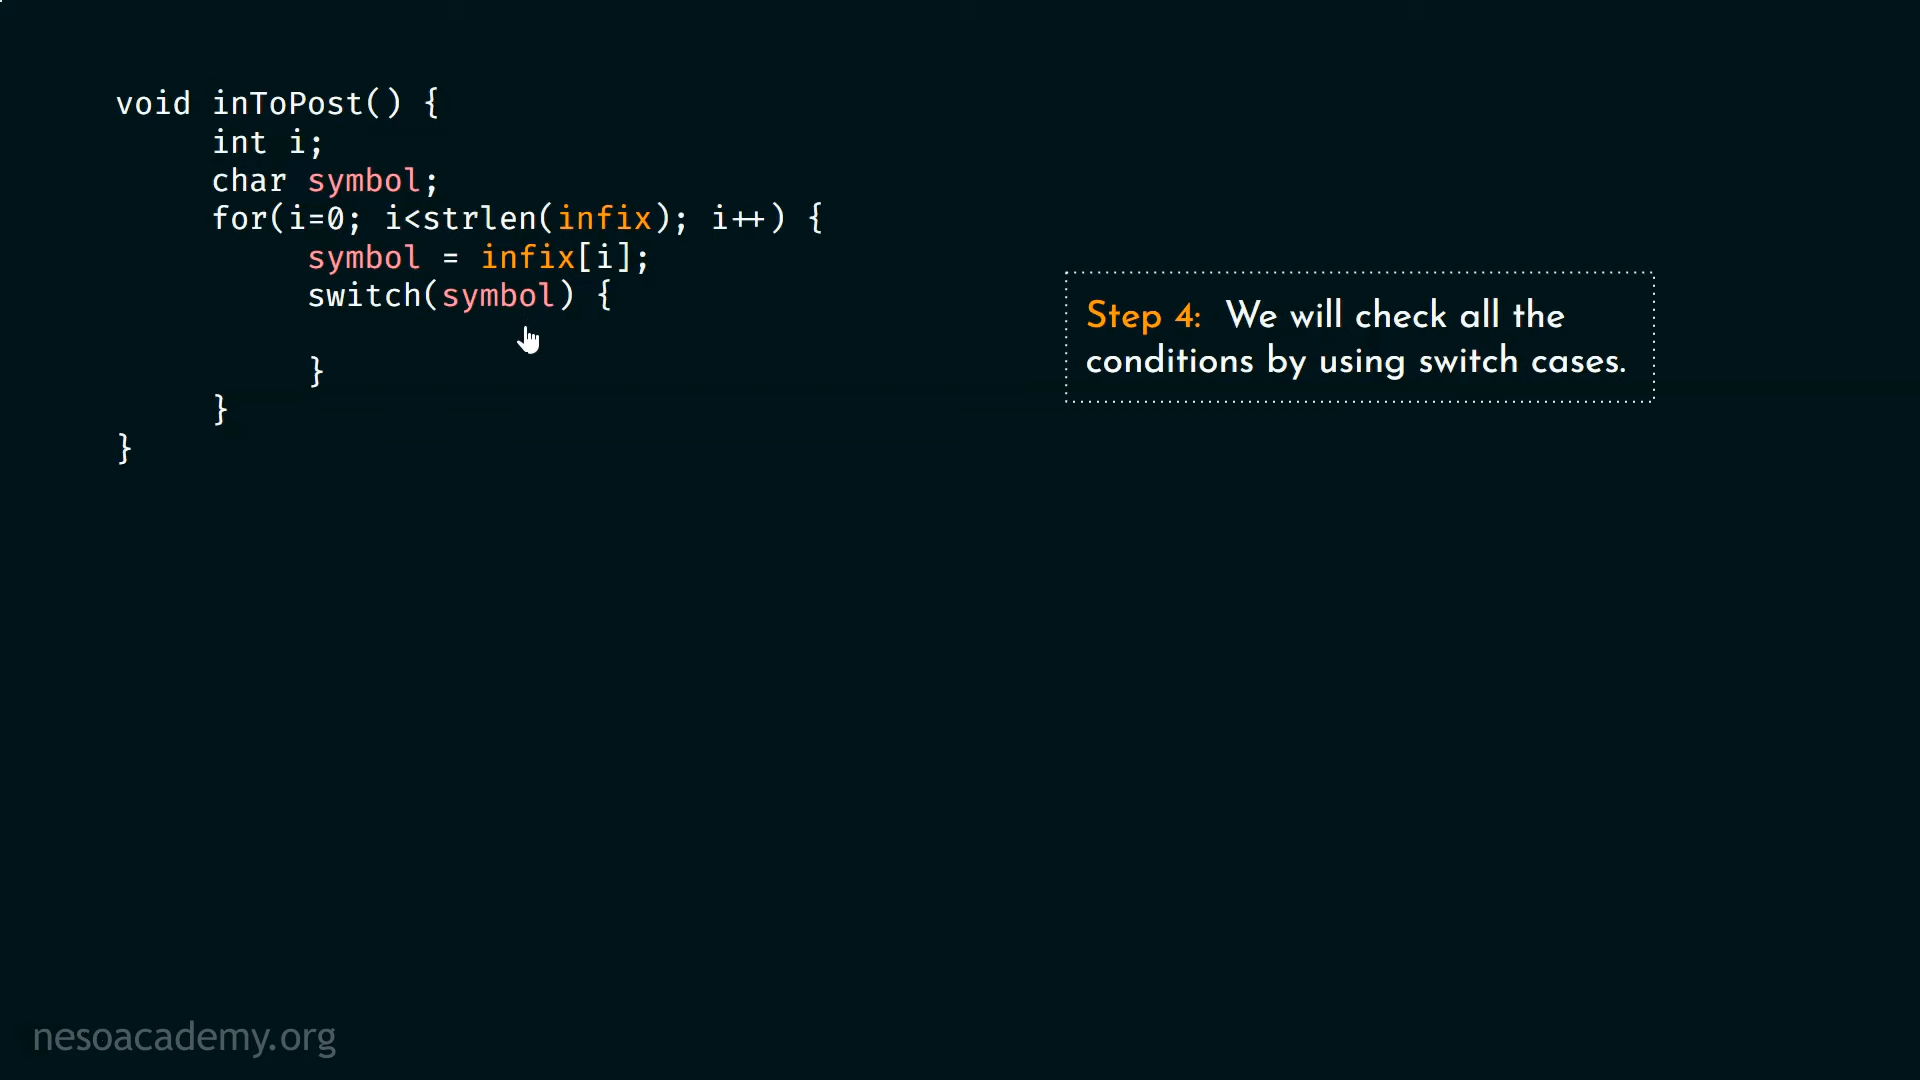 void inToPost() {
int i;
char symbol;
for(i=0; i<strlen(infix); i++) {
symbol = infix[i];
switch(symbol) {
}
}
}
Step 4: We will check all the
conditions by using switch cases.
nesoacademy.org